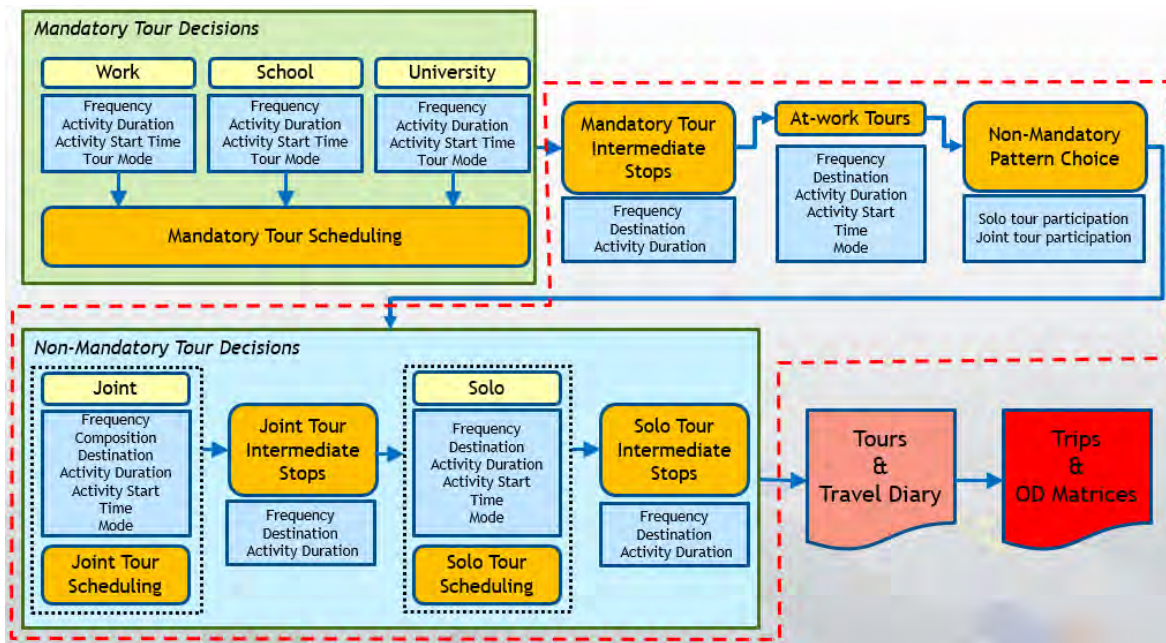 Mandatory Tour Decisions
Work
Frequency
Activity Duration
Activity Start Time
Tour Mode
School
Frequency
Activity Duration
Activity Start Time
Tour Mode
University
Frequency
Activity Duration
Activity Start Time
Tour Mode
Mandatory Tour Scheduling
Mandatory Tour
Intermediate
Stops
Frequency
Destination
Activity Duration
At-work Tours
Frequency
Destination
Activity Duration
Activity Start
Time
Mode
Non-Mandatory
Pattern Choice
Solo tour participation
Joint tour participation
Non-Mandatory Tour Decisions
Joint
Frequency
Composition
Destination
Activity Duration
Activity Start
Time
Mode
Joint Tour
Scheduling
Joint Tour
Intermediate
Stops
Frequency
Destination
Activity Duration
Solo
Frequency
Destination
Activity Duration
Activity Start
Time
Mode
Solo Tour
Scheduling
Solo Tour
Intermediate
Stops
Frequency
Destination
Activity Duration
Tours
&
Travel Diary
Trips
&
OD Matrices